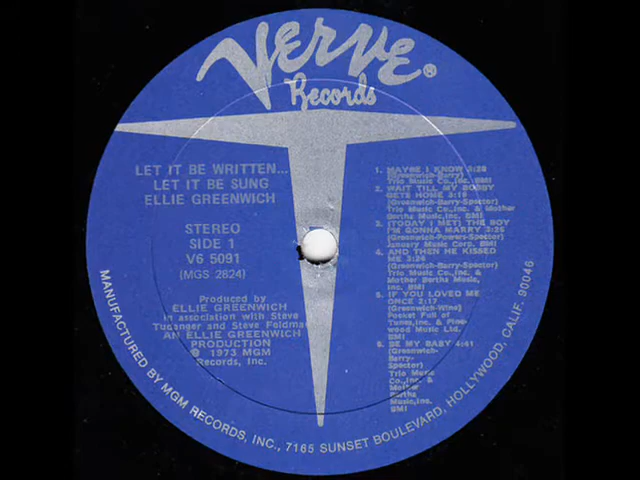 Verve®
Records
LET IT BE WRITTEN...
LET IT BE SUNG
ELLIE GREENWICH
STEREO
SIDE 1
V6 5091
(MGS 2824)
Produced by
ELLIE GREENWICH
In association with Steve
Tudanger and Steve Feldman
AN ELLIE GREENWICH
PRODUCTION
℗ 1973 MGM
Records, Inc.
1. MAYBE I KNOW
(Greenwich-Barry)
Trio Music Co., Inc. BMI
2. WAIT TILL MY BOBBY
GETS HOME
(Greenwich-Barry-Spector)
Trio Music Co., Inc. & Mother
Bertha Music, Inc. BMI
3. (TODAY I MET) THE BOY
I'M GONNA MARRY
(Greenwich-Powers-Spector)
January Music Corp. BMI
4. AND THEN HE KISSED
ME
(Greenwich-Barry-Spector)
Trio Music Co., Inc. &
Mother Bertha Music,
Inc. BMI
5. IF YOU LOVED ME
ONCE 3:17
(Greenwich-Wine)
Pocket Full of
Tunes, Inc. &
Music Ltd.
BMI
6. BE MY BABY 4:41
(Greenwich-
Barry-
Spector)
Trio Music
Co., Inc. &
Mother
Bertha
Music, Inc.
BMI
MANUFACTURED BY MGM RECORDS, INC., 7165 SUNSET BOULEVARD, HOLLYWOOD, CALIF. 90046